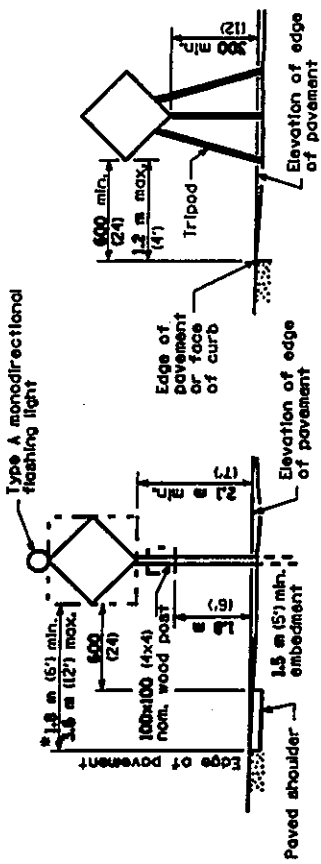 Type A monodirectional
flashing light
* 1.8 m (6') min.
3.6 m (12') max.
600
(24)
100x100 (4x4)
nom. wood post
Edge of pavement
2.1 m min.
(7')
1.8 m
(6')
Elevation of edge
of pavement
1.5 m (5') min.
embedment
Paved shoulder
600 min.
(24)
1.2 m max.
(4')
Tripod
Edge of
pavement
or face
of curb
300 min.
(12)
Elevation of edge
of pavement